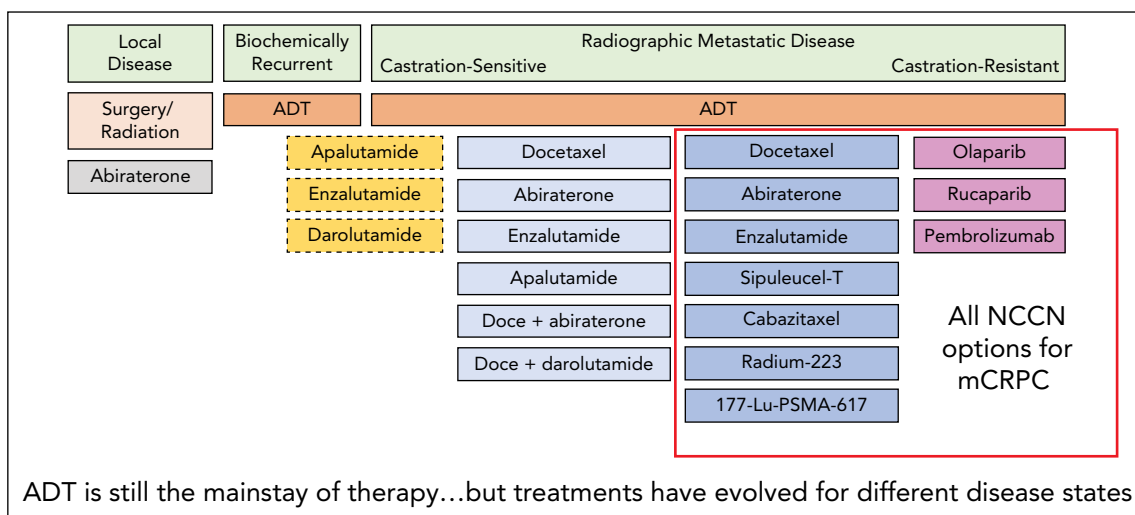 Local
Disease
Biochemically
Recurrent
Radiographic Metastatic Disease
Castration-Sensitive
Castration-Resistant
Surgery/
Radiation
ADT
ADT
Abiraterone
Apalutamide
Enzalutamide
Darolutamide
Docetaxel
Abiraterone
Enzalutamide
Apalutamide
Doce + abiraterone
Doce + darolutamide
Docetaxel
Abiraterone
Enzalutamide
Sipuleucel-T
Cabazitaxel
Radium-223
177-Lu-PSMA-617
Olaparib
Rucaparib
Pembrolizumab
All NCCN
options for
mCRPC
ADT is still the mainstay of therapy…but treatments have evolved for different disease states